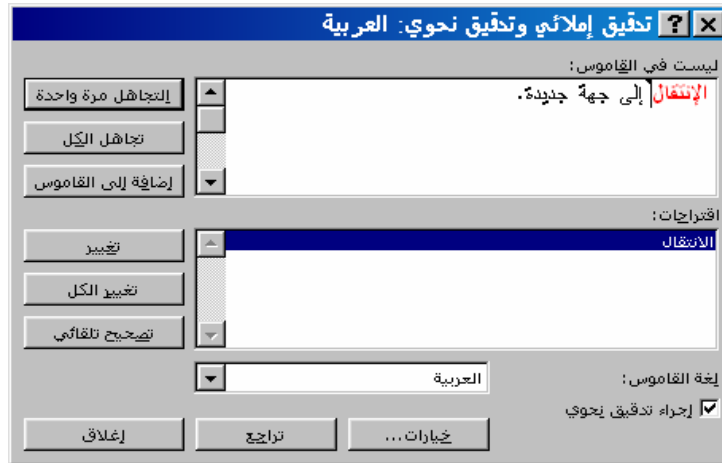 تدقيق إملائي وتدقيق نحوي: العربية
ليست في القاموس:
الإنتقال إلى جهة جديدة.
التجاهل مرة واحدة
تجاهل الكل
إضافة إلى القاموس
اقتراحات:
الانتقال
تغيير
تغيير الكل
تصحيح تلقائي
لغة القاموس:
العربية
إجراء تدقيق نحوي
خيارات...
تراجع
إغلاق